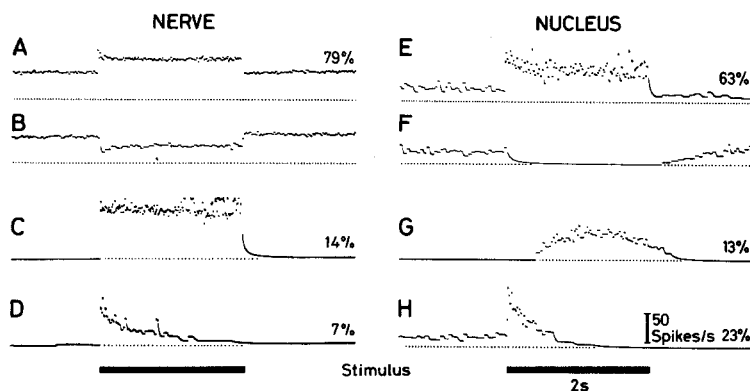 NERVE
NUCLEUS
A
79%
E
63%
B
F
C
14%
G
13%
D
7%
H
50
Spikes/s 23%
Stimulus
2s